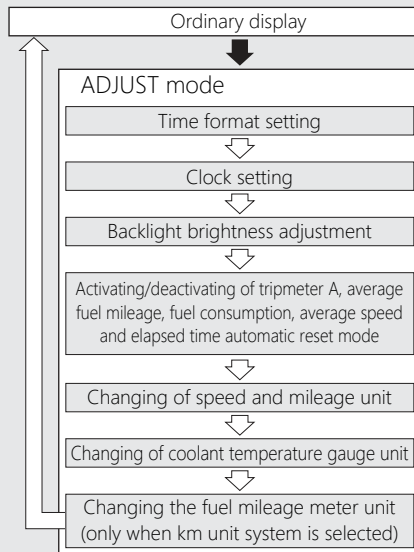 Ordinary display
ADJUST mode
Time format setting
Clock setting
Backlight brightness adjustment
Activating/deactivating of tripmeter A, average
fuel mileage, fuel consumption, average speed
and elapsed time automatic reset mode
Changing of speed and mileage unit
Changing of coolant temperature gauge unit
Changing the fuel mileage meter unit
(only when km unit system is selected)